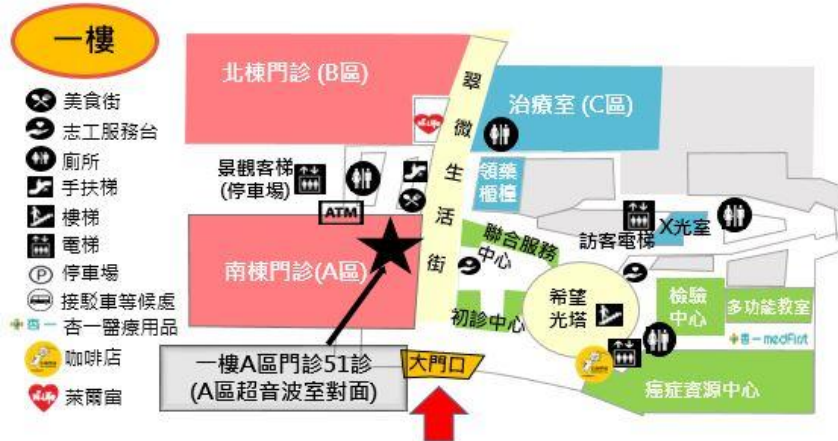 一樓
美食街
志工服務台
廁所
手扶梯
樓梯
電梯
P 停車場
接駁車等候處
杏一 杏一醫療用品
咖啡店
萊爾富
北棟門診 (B區)
翠微生活街
治療室 (C區)
景觀客梯
(停車場)
ATM
領藥
櫃檯
訪客電梯
X光室
南棟門診(A區)
聯合服務
中心
初診中心
希望
光塔
檢驗
中心
多功能教室
杏一 medFirst
一樓A區門診51診
(A區超音波室對面)
大門口
癌症資源中心